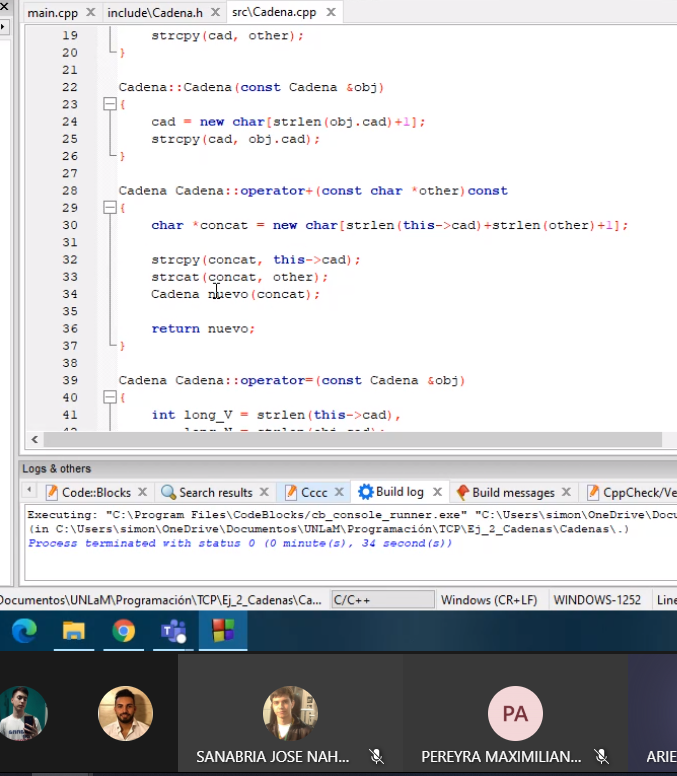 main.cpp X include\Cadena.h X src\Cadena.cpp X
19 strcpy(cad, other);
20 }
21
22 Cadena::Cadena(const Cadena &obj)
23 {
24 cad = new char[strlen(obj.cad)+1];
25 strcpy(cad, obj.cad);
26 }
27
28 Cadena Cadena::operator+(const char *other)const
29 {
30 char *concat = new char[strlen(this->cad)+strlen(other)+1];
31
32 strcpy(concat, this->cad);
33 strcat(concat, other);
34 Cadena nuevo(concat);
35
36 return nuevo;
37 }
38
39 Cadena Cadena::operator=(const Cadena &obj)
40 {
41 int long_V = strlen(this->cad),
Logs & others
Code::Blocks X Search results X Cccc X Build log X Build messages X CppCheck/Ve
Executing: "C:\Program Files\CodeBlocks/cb_console_runner.exe" "C:\Users\simon\OneDrive\Docu
(in C:\Users\simon\OneDrive\Documents\UNLaM\Programación\TCP\Ej_2_Cadenas\Cadenas\.)
Process terminated with status 0 (0 minute(s), 34 second(s))
Documentos\UNLaM\Programación\TCP\Ej_2_Cadenas\Ca... C/C++ Windows (CR+LF) WINDOWS-1252 Line
PA
SANABRIA JOSE NAH... PEREYRA MAXIMILIAN... ARIE